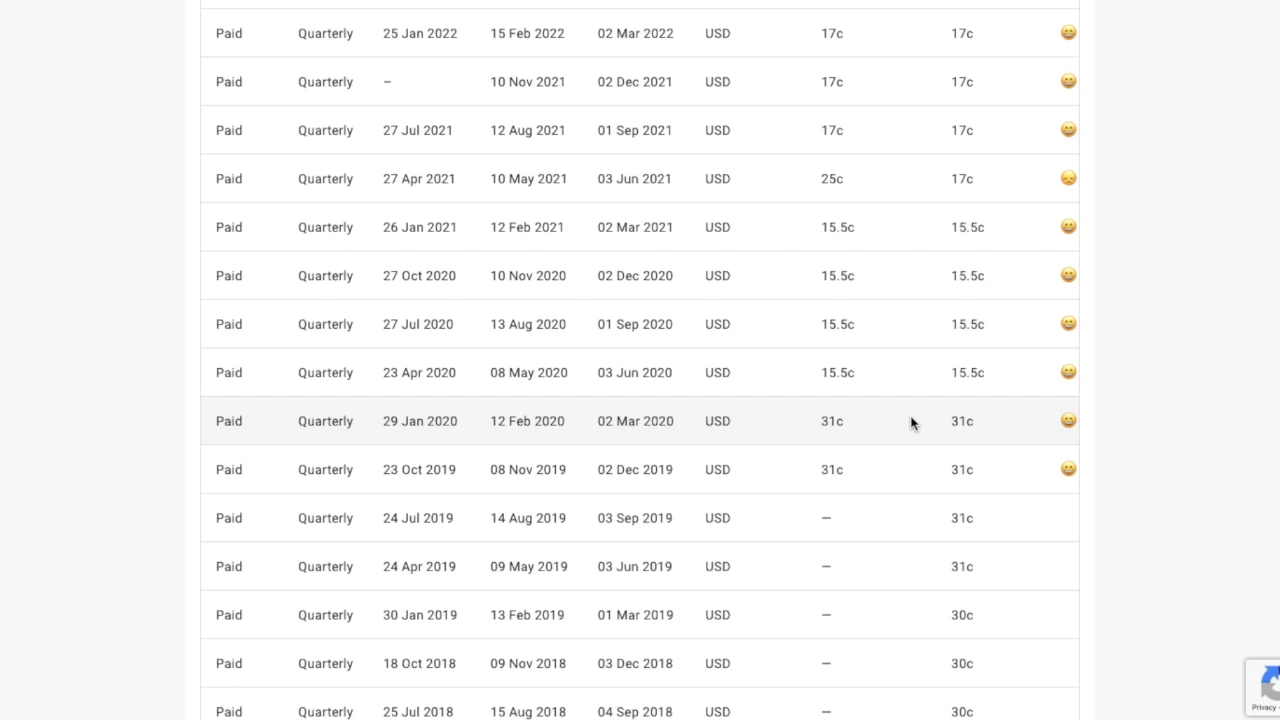 Paid Quarterly 25 Jan 2022 15 Feb 2022 02 Mar 2022 USD 17c 17c
Paid Quarterly – 10 Nov 2021 02 Dec 2021 USD 17c 17c
Paid Quarterly 27 Jul 2021 12 Aug 2021 01 Sep 2021 USD 17c 17c
Paid Quarterly 27 Apr 2021 10 May 2021 03 Jun 2021 USD 25c 17c
Paid Quarterly 26 Jan 2021 12 Feb 2021 02 Mar 2021 USD 15.5c 15.5c
Paid Quarterly 27 Oct 2020 10 Nov 2020 02 Dec 2020 USD 15.5c 15.5c
Paid Quarterly 27 Jul 2020 13 Aug 2020 01 Sep 2020 USD 15.5c 15.5c
Paid Quarterly 23 Apr 2020 08 May 2020 03 Jun 2020 USD 15.5c 15.5c
Paid Quarterly 29 Jan 2020 12 Feb 2020 02 Mar 2020 USD 31c 31c
Paid Quarterly 23 Oct 2019 08 Nov 2019 02 Dec 2019 USD 31c 31c
Paid Quarterly 24 Jul 2019 14 Aug 2019 03 Sep 2019 USD — 31c
Paid Quarterly 24 Apr 2019 09 May 2019 03 Jun 2019 USD — 31c
Paid Quarterly 30 Jan 2019 13 Feb 2019 01 Mar 2019 USD — 30c
Paid Quarterly 18 Oct 2018 09 Nov 2018 03 Dec 2018 USD — 30c
Paid Quarterly 25 Jul 2018 15 Aug 2018 04 Sep 2018 USD — 30c
Privacy -